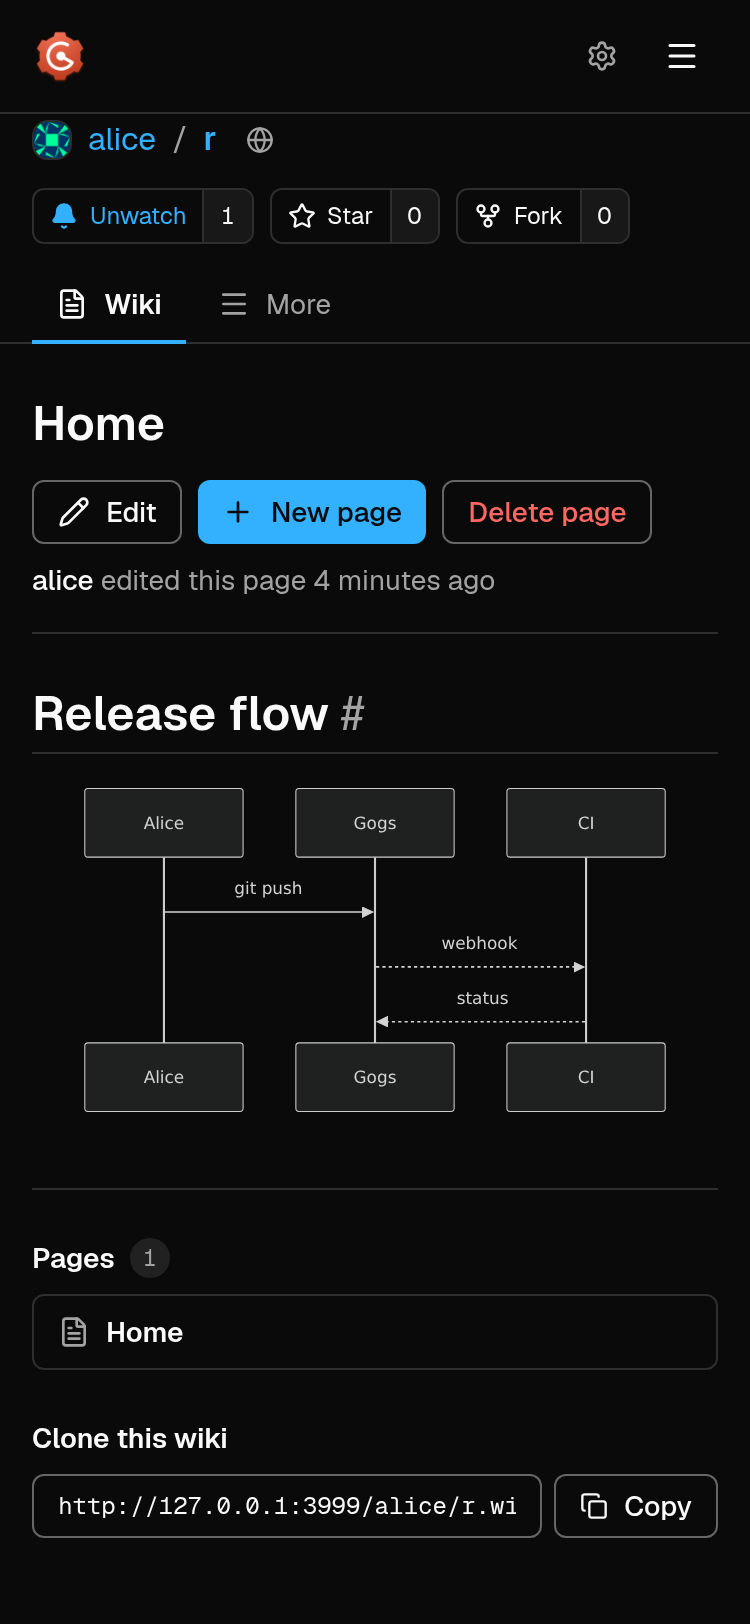 alice / r
Unwatch 1 Star 0 Fork 0
Wiki More
Home
Edit New page Delete page
alice edited this page 4 minutes ago
Release flow #
Alice Gogs CI
git push
webhook
status
Alice Gogs CI
Pages 1
Home
Clone this wiki
http://127.0.0.1:3999/alice/r.wi Copy